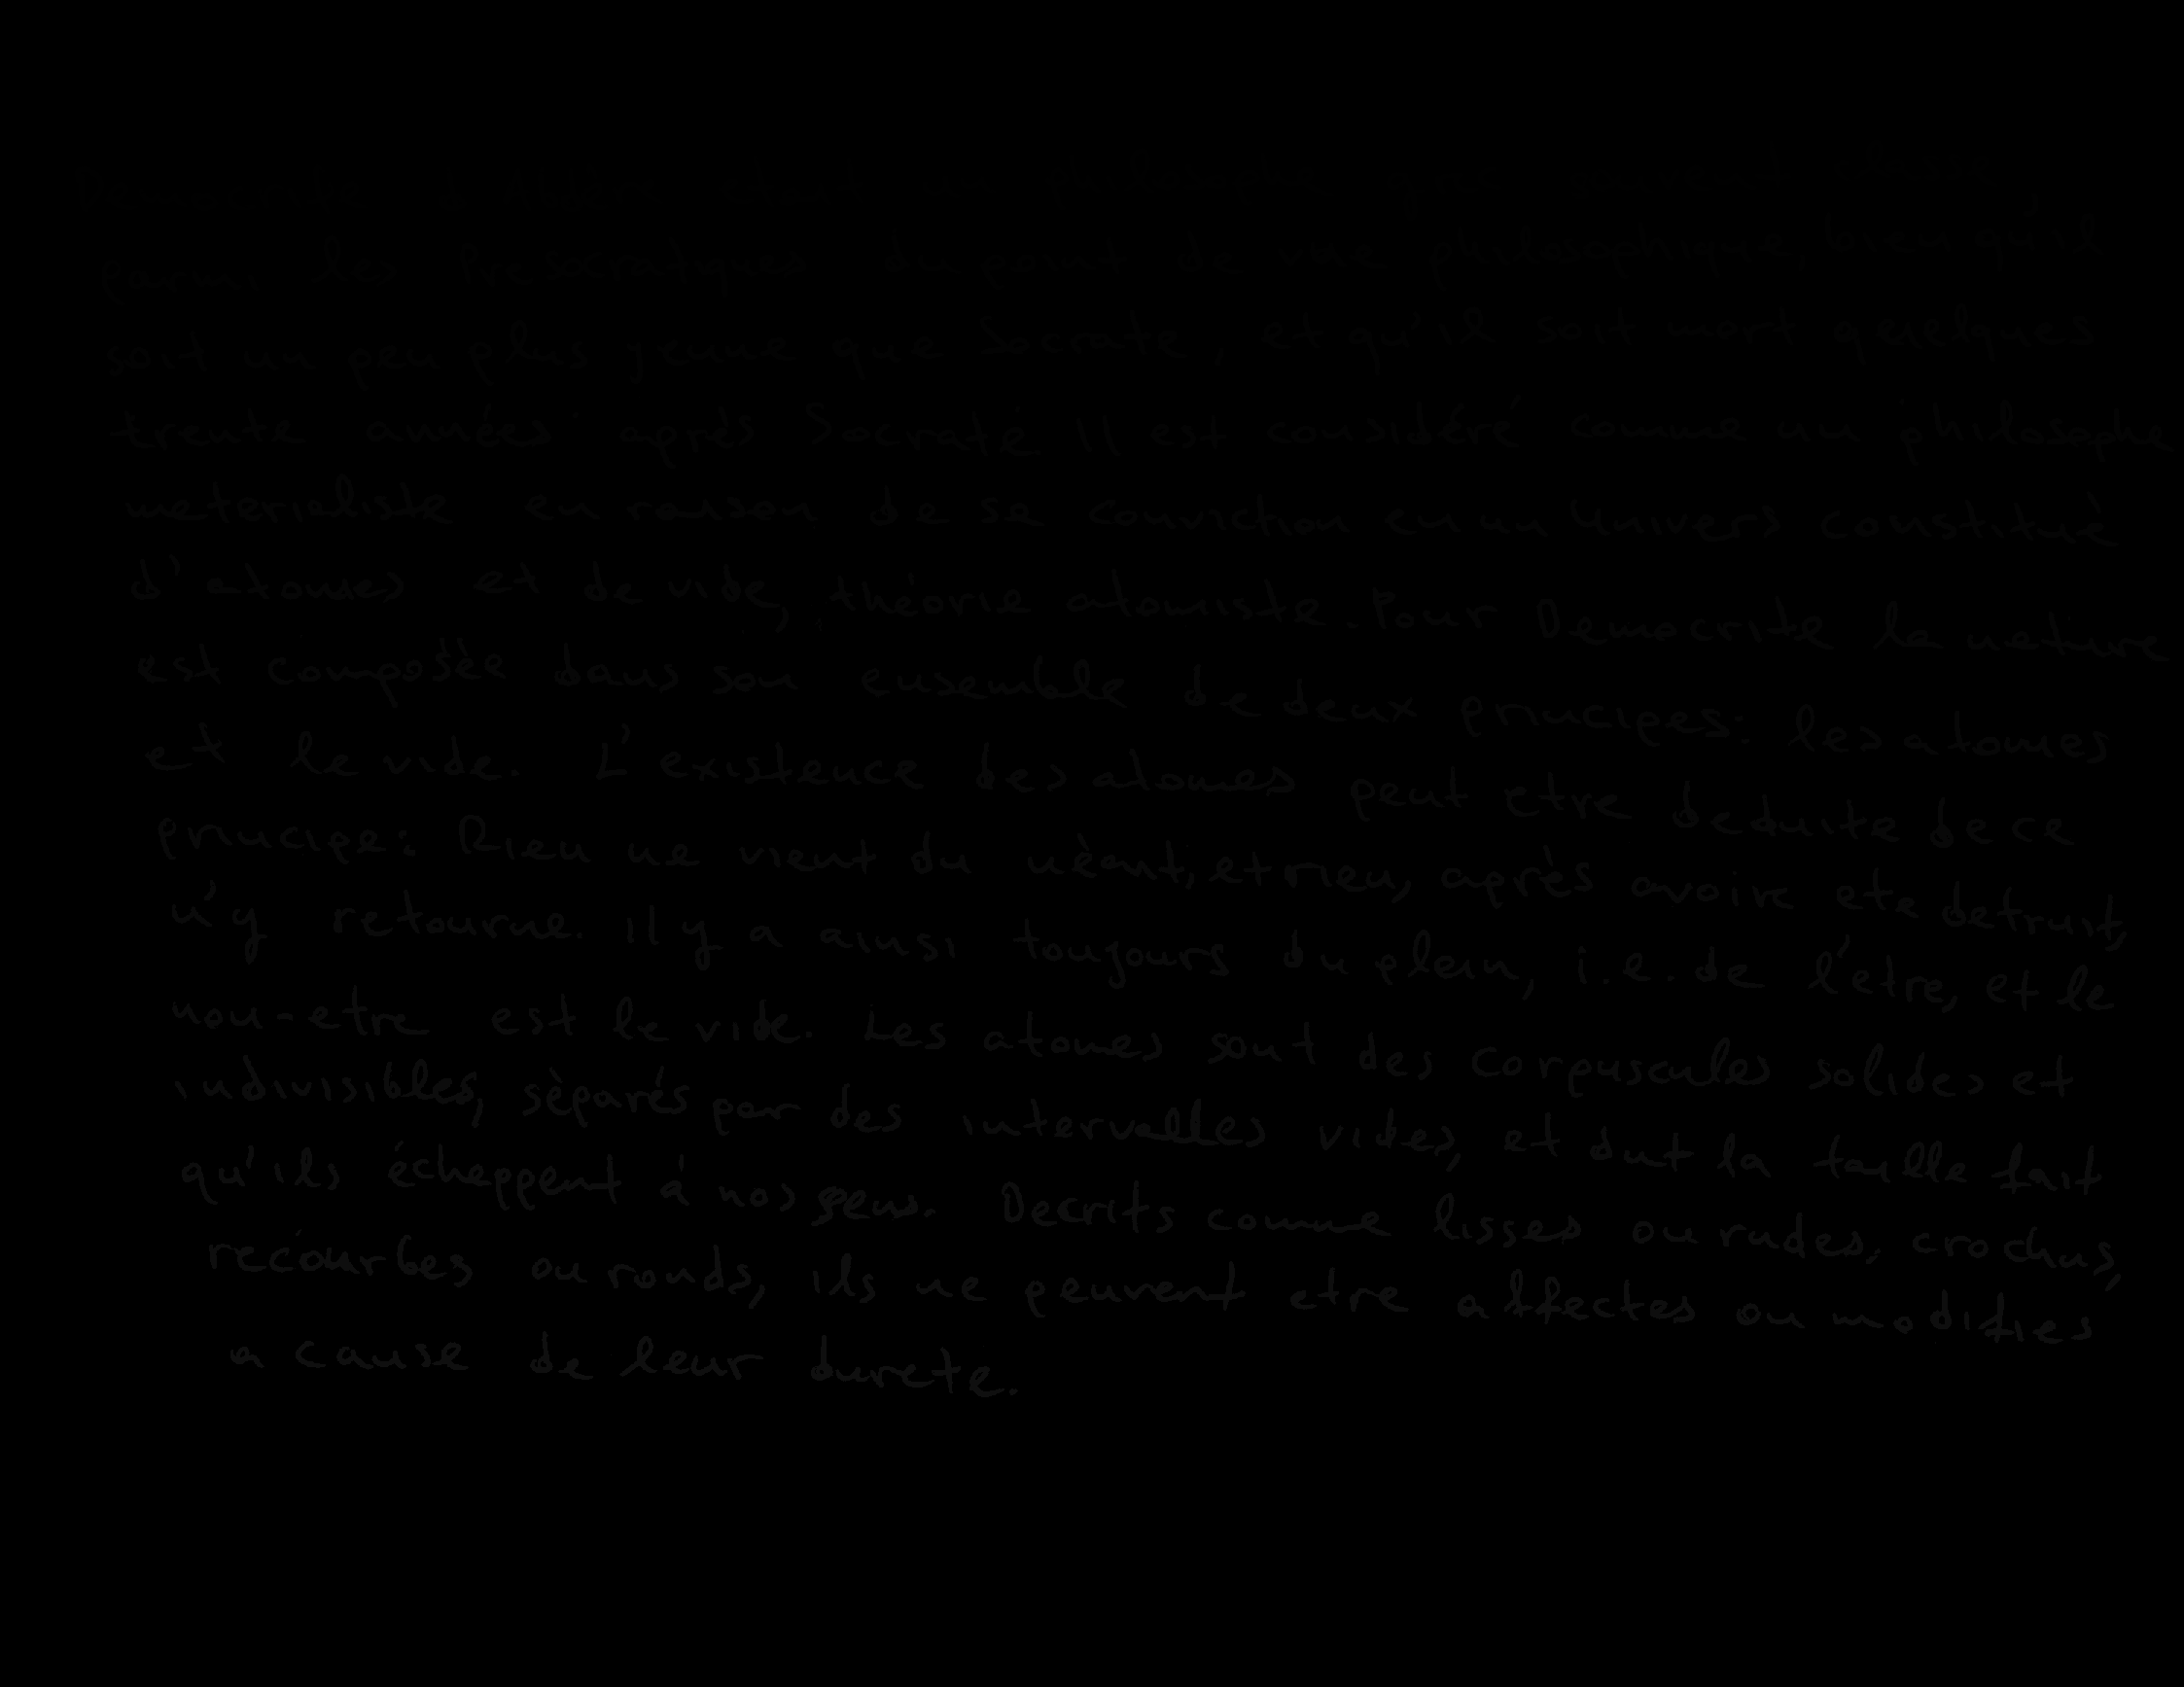 Democrite d'Abdere etait un philosophe grec souvent classé
parmi les Presocratiques du point de vue philosophique, bien qu'il
soit un peu plus jeune que Socrate, et qu'il soit mort quelques
trente années après Socrate Il est considéré comme un philosophe
materialiste en raison de sa conviction en un Univers constitué
d'atomes et de vide, théorie atomiste. Pour Democrite la nature
est composée dans son ensemble de deux principes: les atomes
et le vide. L'existence des atomes peut etre deduite de ce
principe: Rien ne vient du néant, et rien, après avoir ete detruit,
n'y retourne. Il y a ainsi toujours du plein, i.e. de l'etre, et le
non-etre est le vide. Les atomes sont des corpuscules solides et
indivisibles, séparés par des intervalles vides, et dont la taille fait
qu'ils échappent à nos sens. Decrits comme lisses ou rudes, crochus,
recourbes ou ronds, ils ne peuvent etre affectes ou modifies
a cause de leur durete.